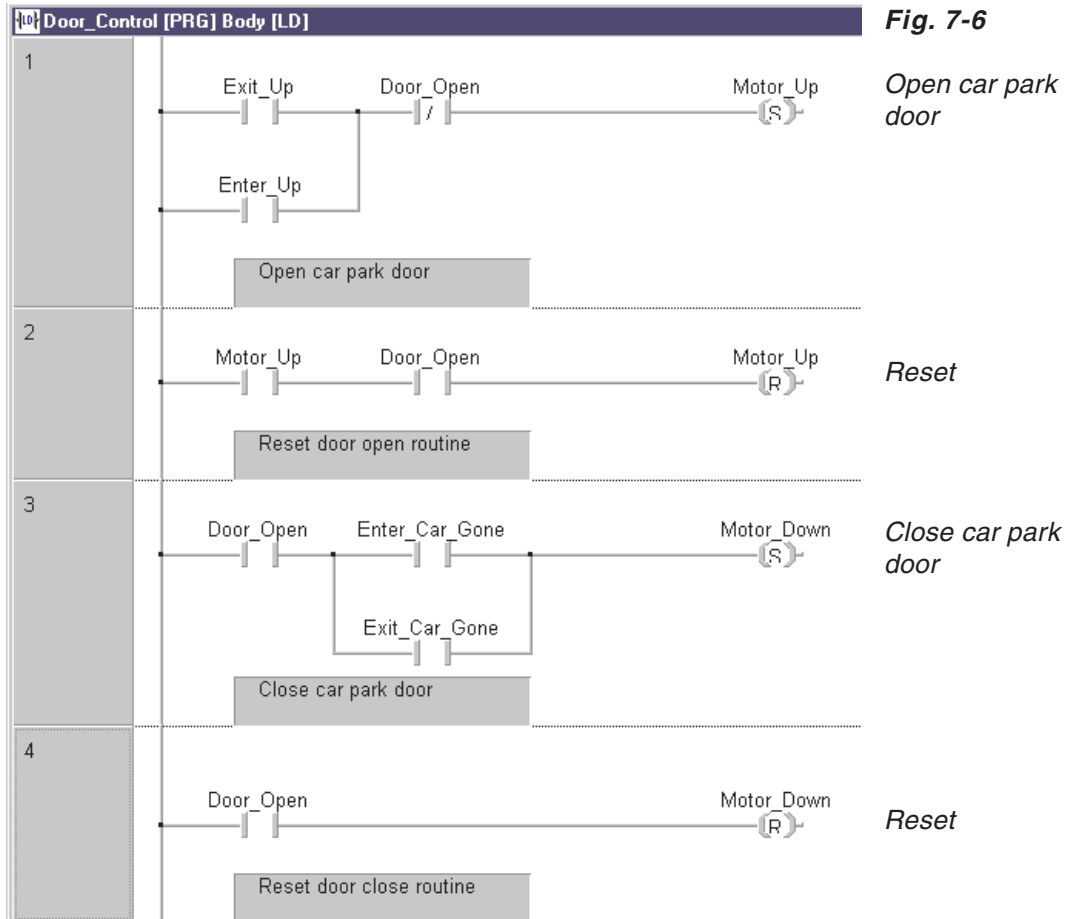 Door_Control [PRG] Body [LD]
Fig. 7-6
1
Exit_Up Door_Open Motor_Up
Open car park
door
/
S
Enter_Up
Open car park door
2
Motor_Up Door_Open Motor_Up
R
Reset
Reset door open routine
3
Door_Open Enter_Car_Gone Motor_Down
Close car park
door
S
Exit_Car_Gone
Close car park door
4
Door_Open Motor_Down
R
Reset
Reset door close routine